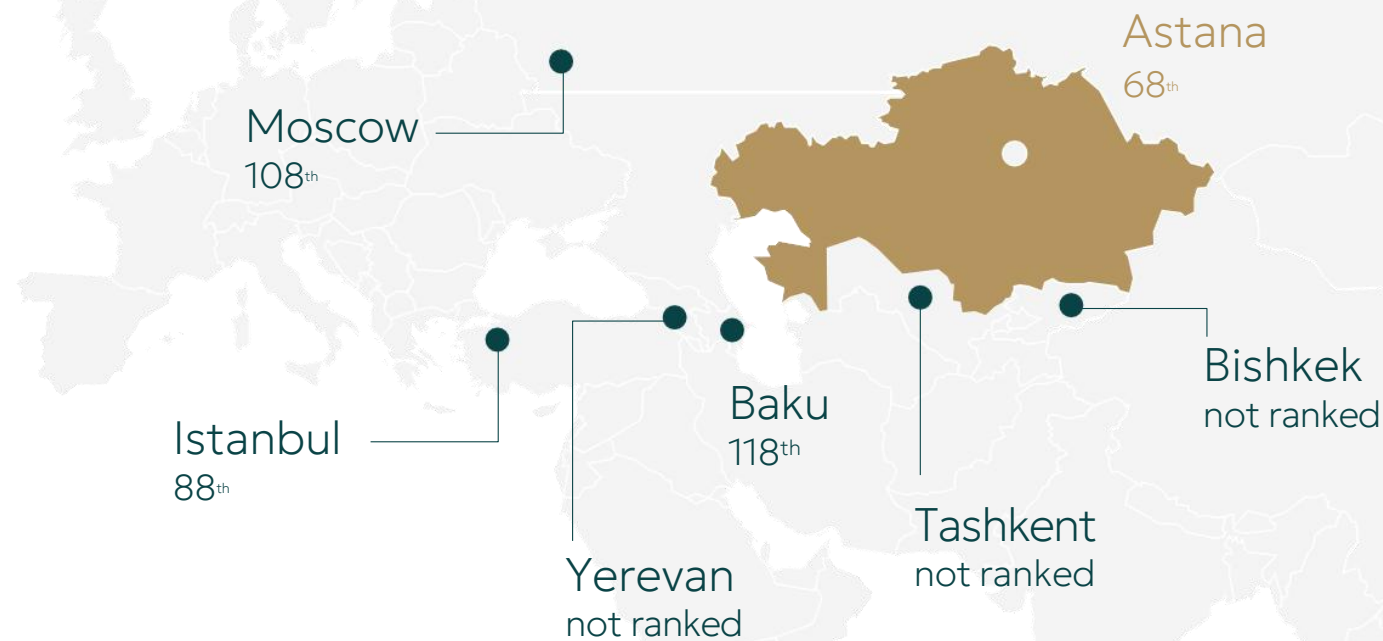 Astana
68th
Moscow
108th
Bishkek
not ranked
Baku
118th
Istanbul
88th
Tashkent
not ranked
Yerevan
not ranked